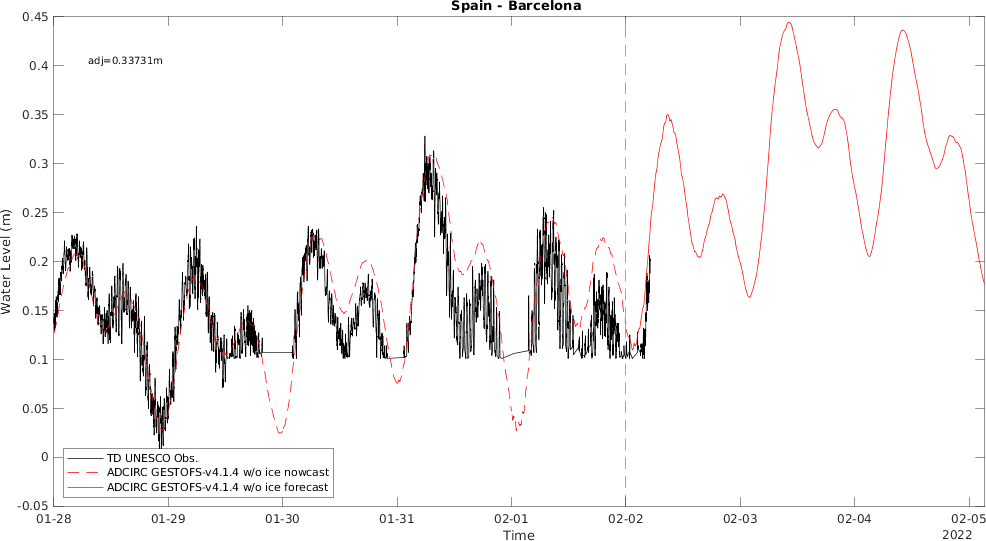 Spain - Barcelona
0.45
0.4
0.35
0.3
0.25
0.2
0.15
0.1
0.05
0
-0.05
Water Level (m)
adj=0.33731m
TD UNESCO Obs.
ADCIRC GESTOFS-v4.1.4 w/o ice nowcast
ADCIRC GESTOFS-v4.1.4 w/o ice forecast
01-28 01-29 01-30 01-31 02-01 02-02 02-03 02-04 02-05
Time 2022